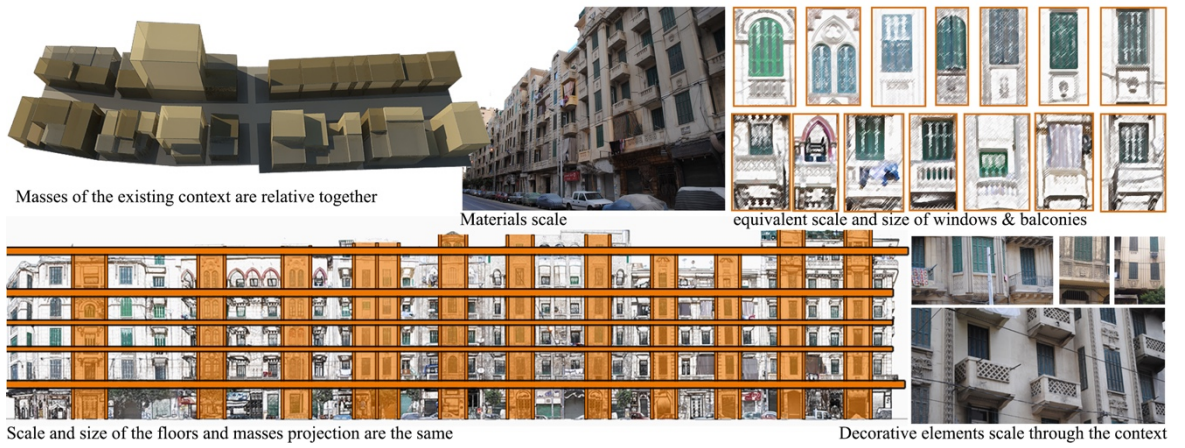 Masses of the existing context are relative together
Materials scale
equivalent scale and size of windows & balconies
Scale and size of the floors and masses projection are the same
Decorative elements scale through the context